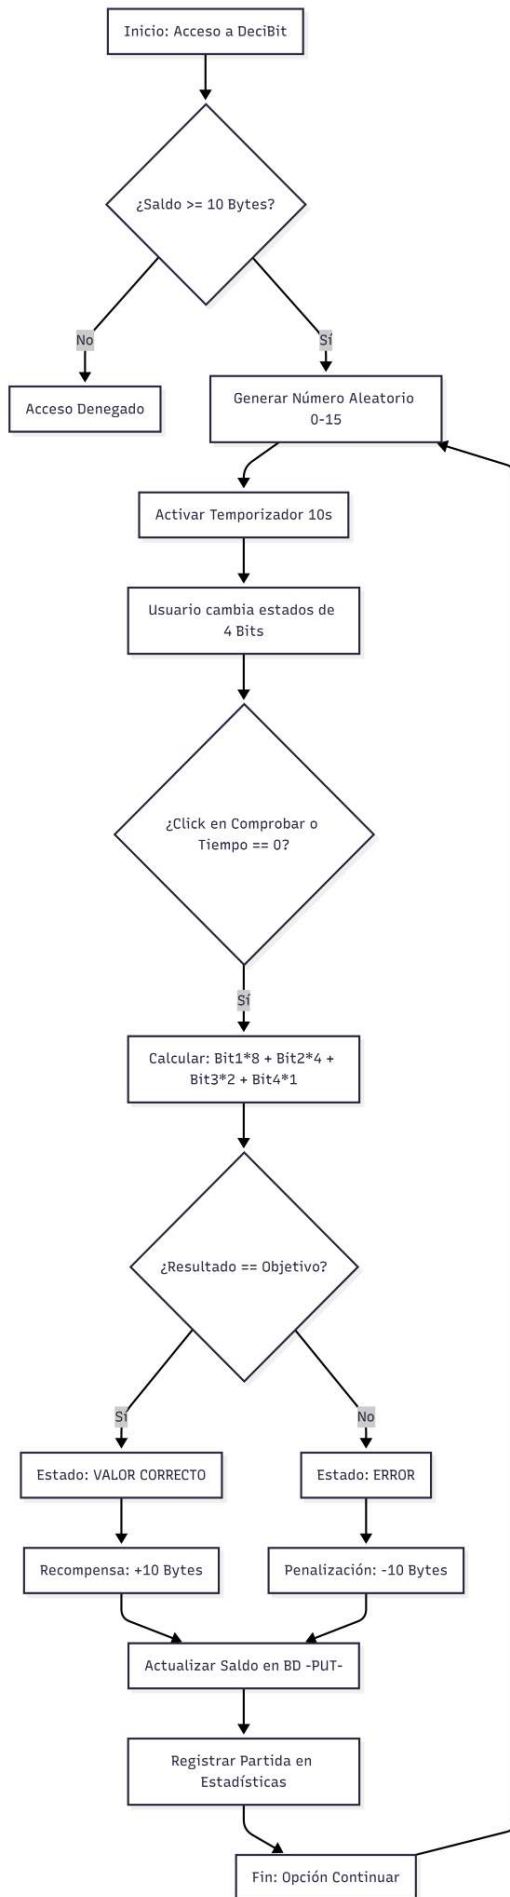 Inicio: Acceso a DeciBit
¿Saldo >= 10 Bytes?
No
Sí
Acceso Denegado
Generar Número Aleatorio
0-15
Activar Temporizador 10s
Usuario cambia estados de
4 Bits
¿Click en Comprobar o
Tiempo == 0?
Sí
Calcular: Bit1*8 + Bit2*4 +
Bit3*2 + Bit4*1
¿Resultado == Objetivo?
Sí
No
Estado: VALOR CORRECTO
Estado: ERROR
Recompensa: +10 Bytes
Penalización: -10 Bytes
Actualizar Saldo en BD -PUT-
Registrar Partida en
Estadísticas
Fin: Opción Continuar